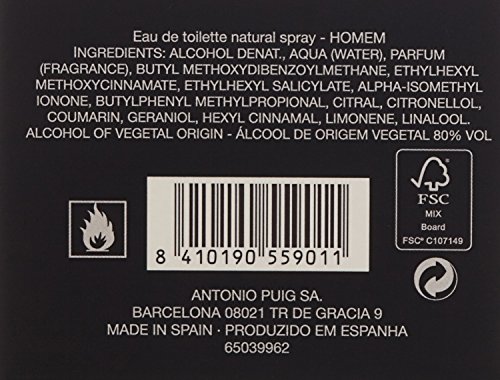 Eau de toilette natural spray - HOMEM
INGREDIENTS: ALCOHOL DENAT., AQUA (WATER), PARFUM
(FRAGRANCE), BUTYL METHOXYDIBENZOYLMETHANE, ETHYLHEXYL
METHOXYCINNAMATE, ETHYLHEXYL SALICYLATE, ALPHA-ISOMETHYL
IONONE, BUTYLPHENYL METHYLPROPIONAL, CITRAL, CITRONELLOL,
COUMARIN, GERANIOL, HEXYL CINNAMAL, LIMONENE, LINALOOL.
ALCOHOL OF VEGETAL ORIGIN - ÁLCOOL DE ORIGEM VEGETAL 80% VOL
FSC
MIX
Board
FSC® C107149
8 410190 559011
ANTONIO PUIG SA.
BARCELONA 08021 TR DE GRACIA 9
MADE IN SPAIN - PRODUZIDO EM ESPANHA
65039962